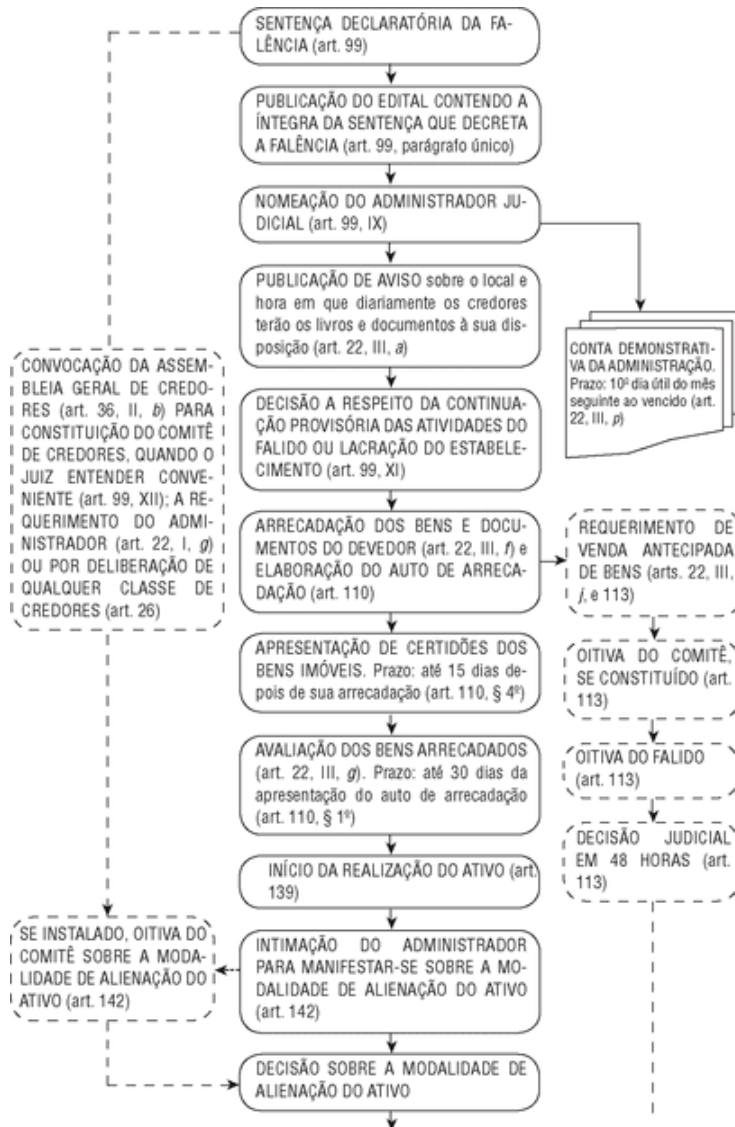 SENTENÇA DECLARATÓRIA DA FA-
LÊNCIA (art. 99)
PUBLICAÇÃO DO EDITAL CONTENDO A
ÍNTEGRA DA SENTENÇA QUE DECRETA
A FALÊNCIA (art. 99, parágrafo único)
NOMEAÇÃO DO ADMINISTRADOR JU-
DICIAL (art. 99, IX)
PUBLICAÇÃO DE AVISO sobre o local e
hora em que diariamente os credores
terão os livros e documentos à sua dis-
posição (art. 22, III, a)
CONTA DEMONSTRATI-
VA DA ADMINISTRAÇÃO.
Prazo: 10º dia útil do mês
seguinte ao vencido (art.
22, III, p)
CONVOCAÇÃO DA ASSEM-
BLEIA GERAL DE CREDO-
RES (art. 36, II, b) PARA
CONSTITUIÇÃO DO COMITÊ
DE CREDORES, QUANDO O
JUIZ ENTENDER CONVE-
NIENTE (art. 99, XII); A RE-
QUERIMENTO DO ADMI-
NISTRADOR (art. 22, I, g)
OU POR DELIBERAÇÃO DE
QUALQUER CLASSE DE
CREDORES (art. 26)
DECISÃO A RESPEITO DA CONTINUA-
ÇÃO PROVISÓRIA DAS ATIVIDADES DO
FALIDO OU LACRAÇÃO DO ESTABELE-
CIMENTO (art. 99, XI)
ARRECADAÇÃO DOS BENS E DOCU-
MENTOS DO DEVEDOR (art. 22, III, f) e
ELABORAÇÃO DO AUTO DE ARRECA-
DAÇÃO (art. 110)
REQUERIMENTO DE
VENDA ANTECIPADA
DE BENS (arts. 22, III,
j, e 113)
OITIVA DO COMITÊ,
SE CONSTITUÍDO (art.
113)
OITIVA DO FALIDO
(art. 113)
DECISÃO JUDICIAL
EM 48 HORAS (art.
113)
APRESENTAÇÃO DE CERTIDÕES DOS
BENS IMÓVEIS. Prazo: até 15 dias de-
pois de sua arrecadação (art. 110, § 4º)
AVALIAÇÃO DOS BENS ARRECADADOS
(art. 22, III, g). Prazo: até 30 dias da
apresentação do auto de arrecadação
(art. 110, § 1º)
INÍCIO DA REALIZAÇÃO DO ATIVO (art.
139)
SE INSTALADO, OITIVA DO
COMITÊ SOBRE A MODA-
LIDADE DE ALIENAÇÃO DO
ATIVO (art. 142)
INTIMAÇÃO DO ADMINISTRADOR
PARA MANIFESTAR-SE SOBRE A MO-
DALIDADE DE ALIENAÇÃO DO ATIVO
(art. 142)
DECISÃO SOBRE A MODALIDADE DE
ALIENAÇÃO DO ATIVO